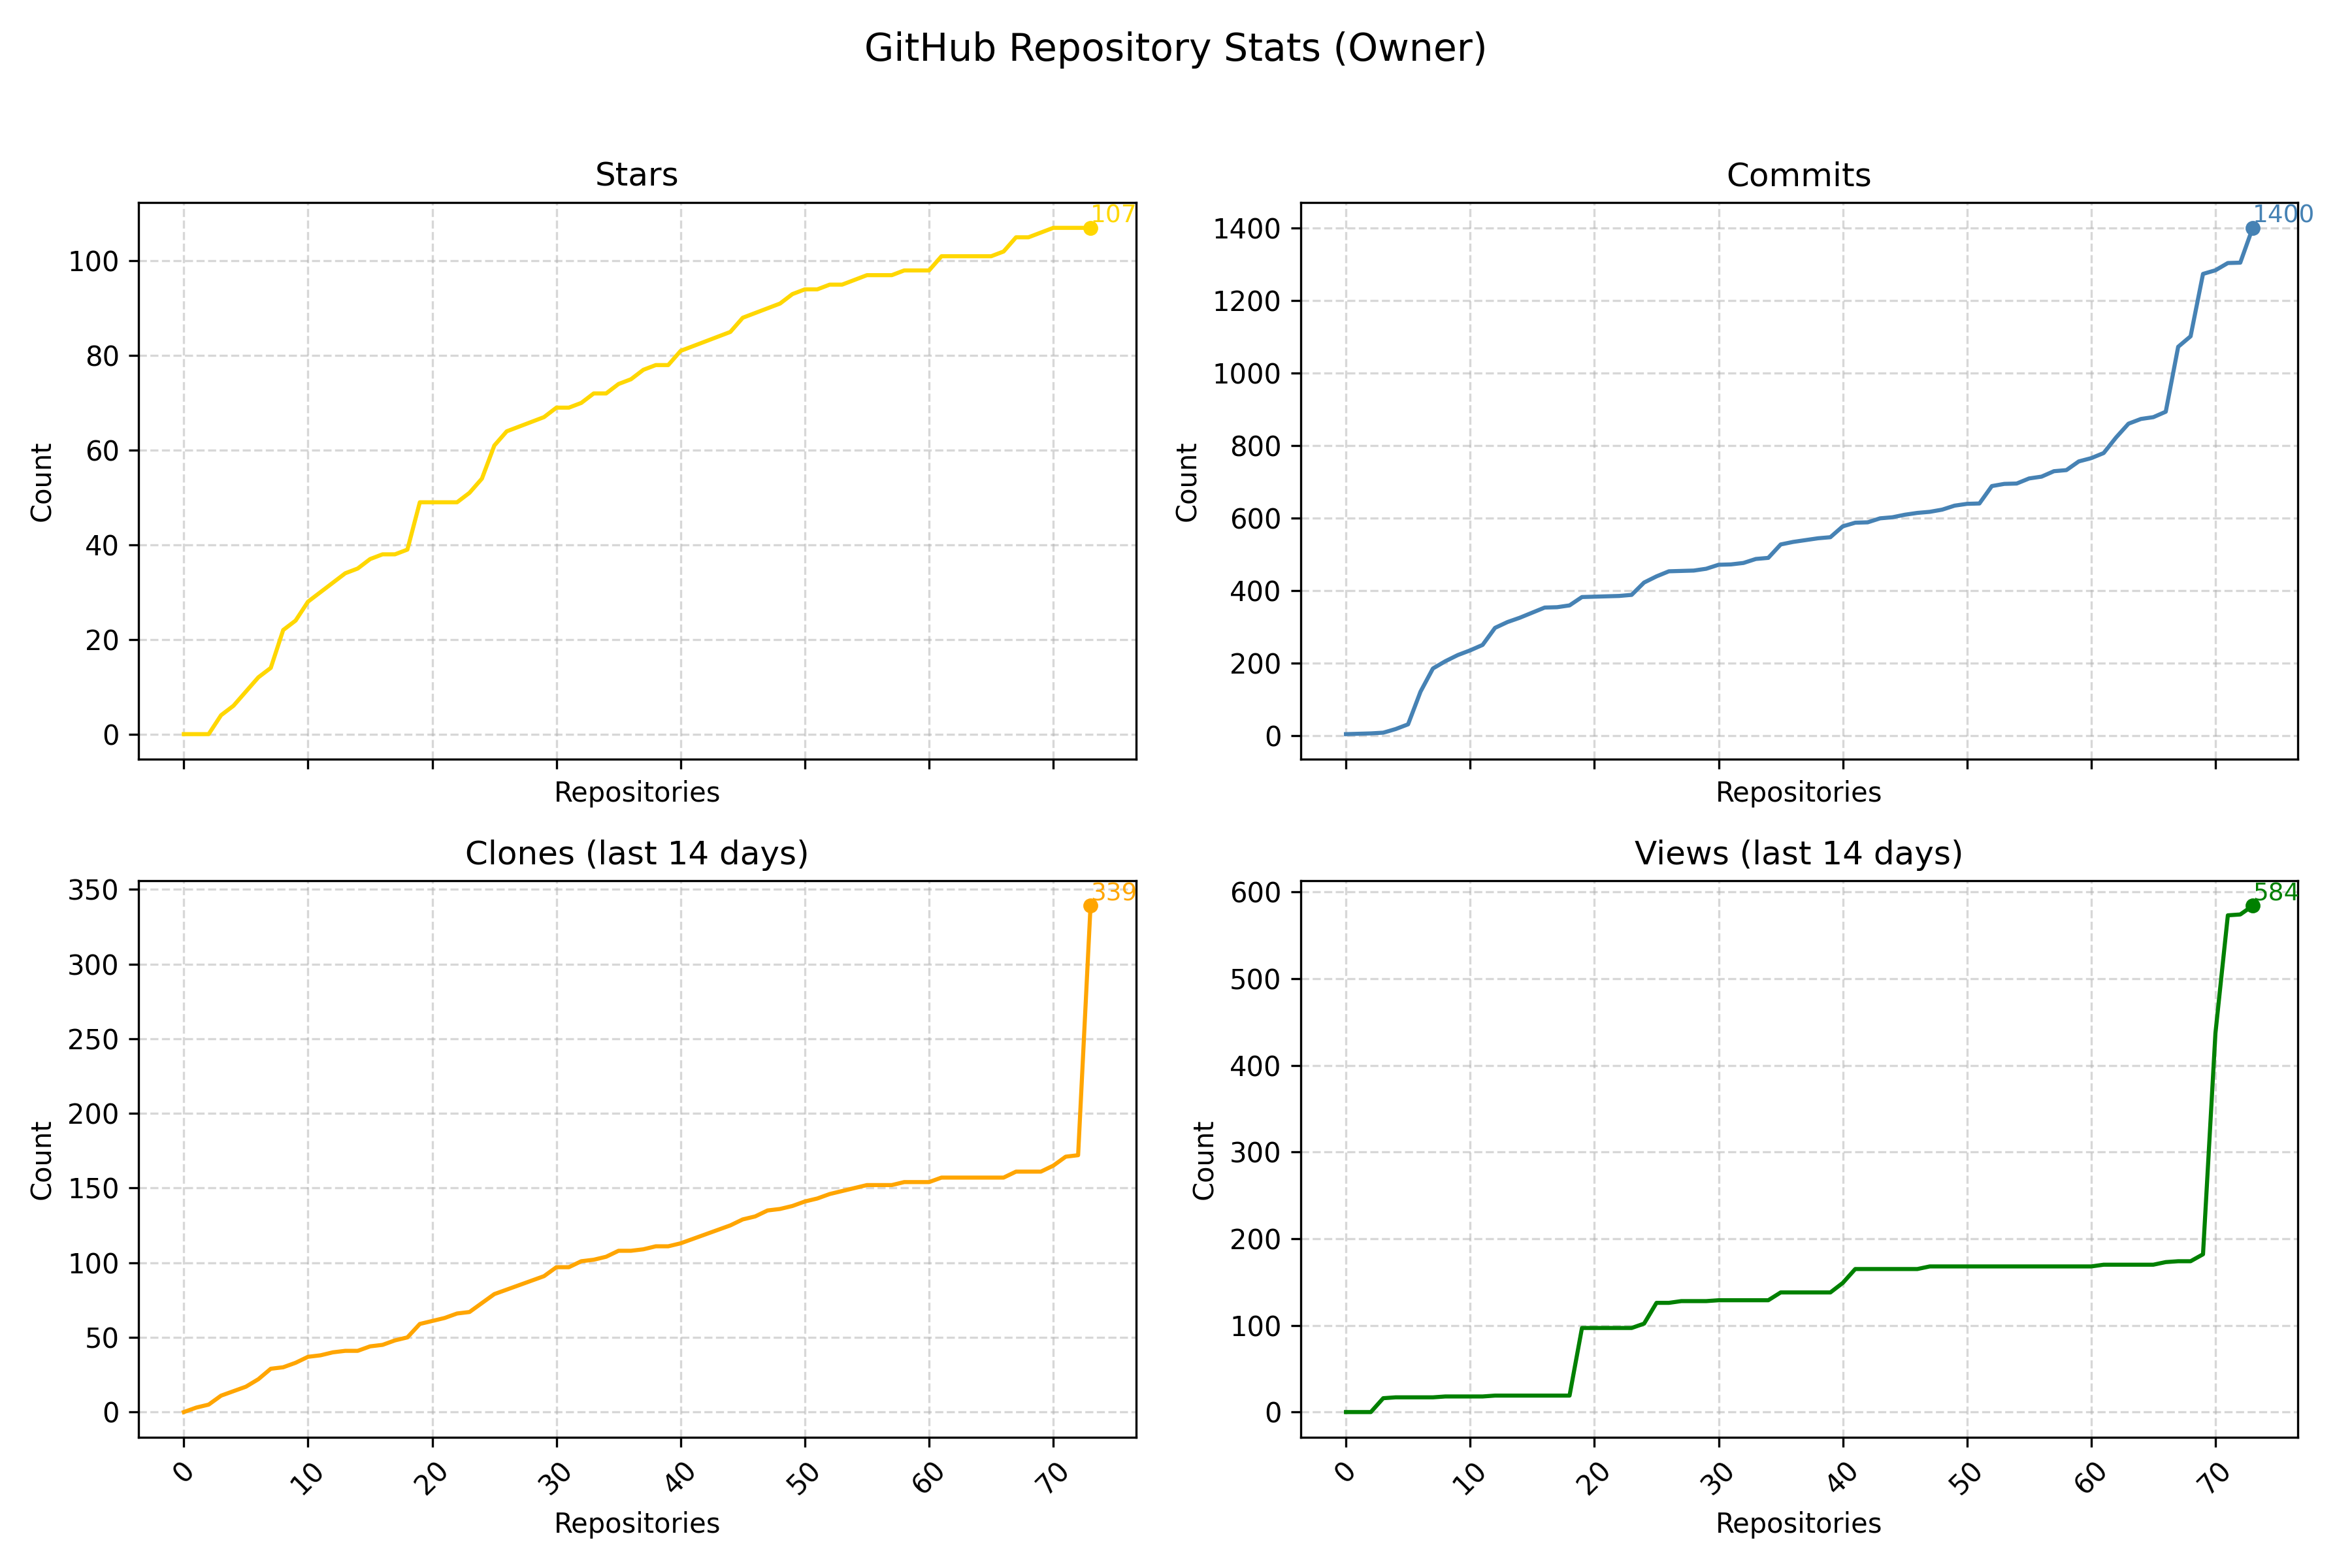 GitHub Repository Stats (Owner)
Stars
107
100
80
60
40
20
0
Count
Repositories
Commits
1400
1400
1200
1000
800
600
400
200
0
Count
Repositories
Clones (last 14 days)
339
350
300
250
200
150
100
50
0
Count
0 10 20 30 40 50 60 70
Repositories
Views (last 14 days)
584
600
500
400
300
200
100
0
Count
0 10 20 30 40 50 60 70
Repositories